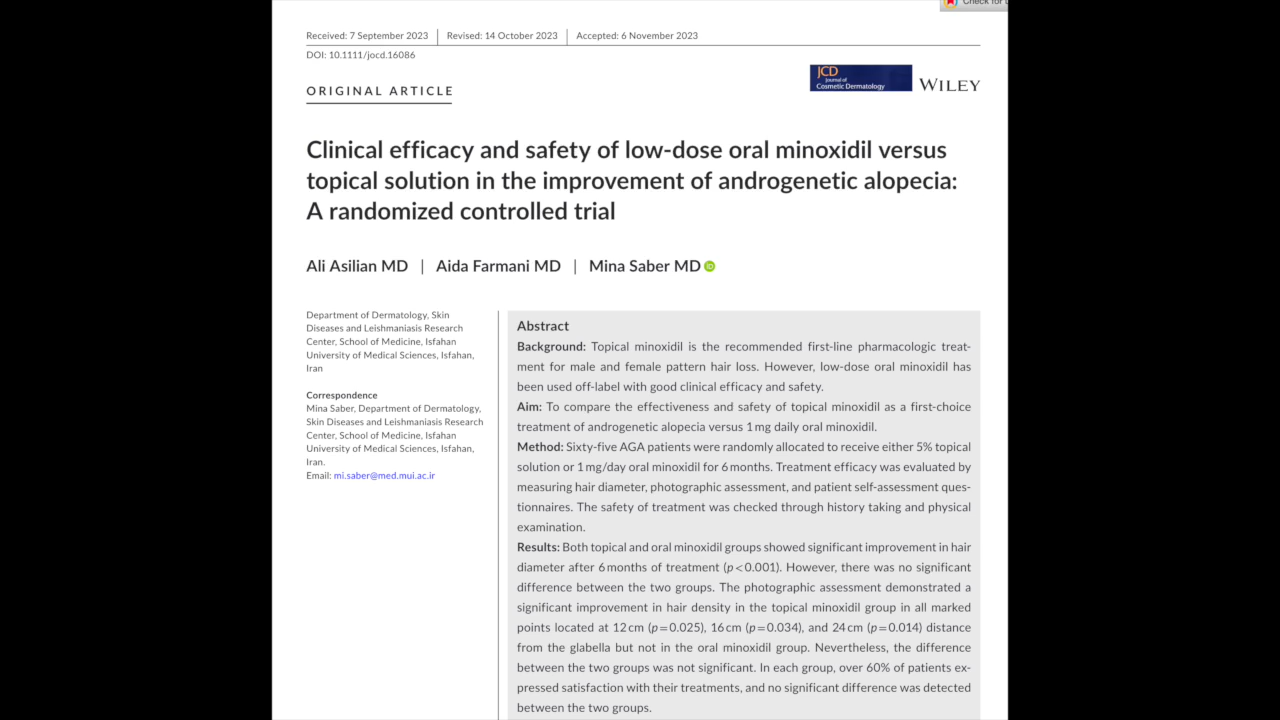 Check for
Received: 7 September 2023 | Revised: 14 October 2023 | Accepted: 6 November 2023
DOI: 10.1111/jocd.16086
JCD
Journal of
Cosmetic Dermatology
WILEY
ORIGINAL ARTICLE
Clinical efficacy and safety of low-dose oral minoxidil versus
topical solution in the improvement of androgenetic alopecia:
A randomized controlled trial
Ali Asilian MD | Aida Farmani MD | Mina Saber MD iD
Department of Dermatology, Skin
Diseases and Leishmaniasis Research
Center, School of Medicine, Isfahan
University of Medical Sciences, Isfahan,
Iran
Correspondence
Mina Saber, Department of Dermatology,
Skin Diseases and Leishmaniasis Research
Center, School of Medicine, Isfahan
University of Medical Sciences, Isfahan,
Iran.
Email: mi.saber@med.mui.ac.ir
Abstract
Background: Topical minoxidil is the recommended first-line pharmacologic treat-
ment for male and female pattern hair loss. However, low-dose oral minoxidil has
been used off-label with good clinical efficacy and safety.
Aim: To compare the effectiveness and safety of topical minoxidil as a first-choice
treatment of androgenetic alopecia versus 1 mg daily oral minoxidil.
Method: Sixty-five AGA patients were randomly allocated to receive either 5% topical
solution or 1 mg/day oral minoxidil for 6 months. Treatment efficacy was evaluated by
measuring hair diameter, photographic assessment, and patient self-assessment ques-
tionnaires. The safety of treatment was checked through history taking and physical
examination.
Results: Both topical and oral minoxidil groups showed significant improvement in hair
diameter after 6 months of treatment (p < 0.001). However, there was no significant
difference between the two groups. The photographic assessment demonstrated a
significant improvement in hair density in the topical minoxidil group in all marked
points located at 12 cm (p = 0.025), 16 cm (p = 0.034), and 24 cm (p = 0.014) distance
from the glabella but not in the oral minoxidil group. Nevertheless, the difference
between the two groups was not significant. In each group, over 60% of patients ex-
pressed satisfaction with their treatments, and no significant difference was detected
between the two groups.